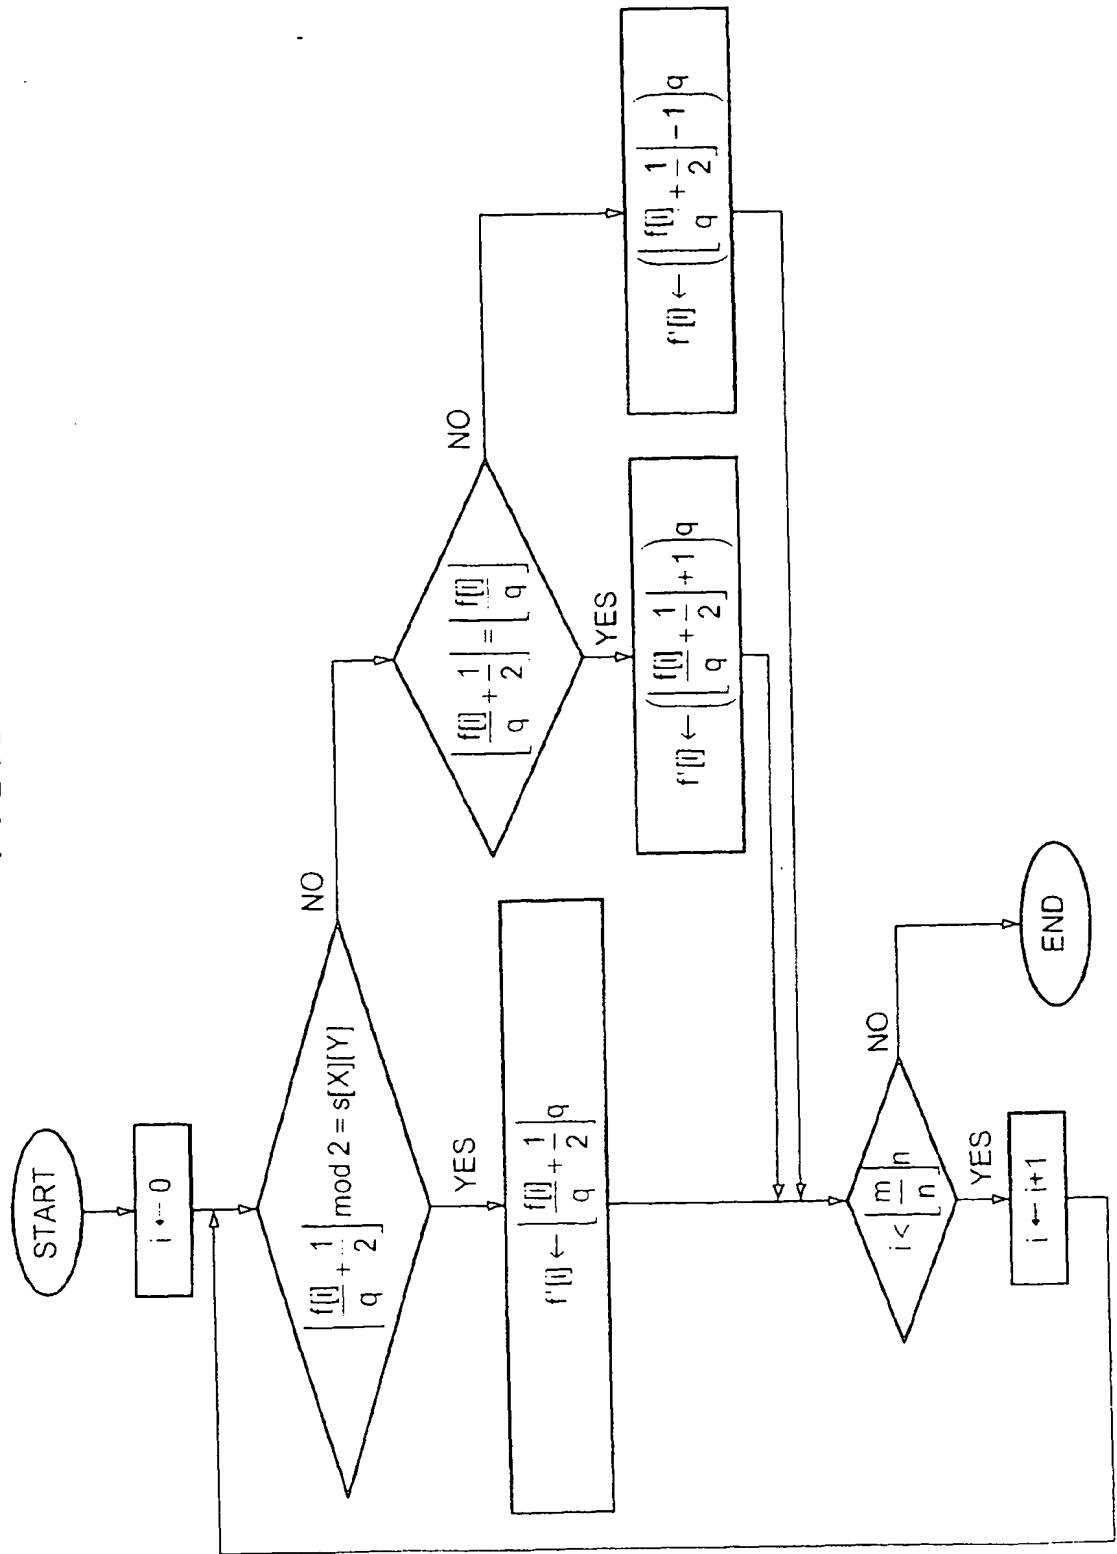 START
i ← 0
⌊f[i]/q + 1/2⌋ mod 2 = s[X][Y]
NO
YES
⌊f[i]/q + 1/2⌋ = ⌊f[i]/q⌋
NO
YES
f'[i] ← ⌊f[i]/q + 1/2⌋q
f'[i] ← (⌊f[i]/q + 1/2⌋ + 1)q
f'[i] ← (⌊f[i]/q + 1/2⌋ - 1)q
i < ⌊m/n⌋n
NO
YES
i ← i+1
END